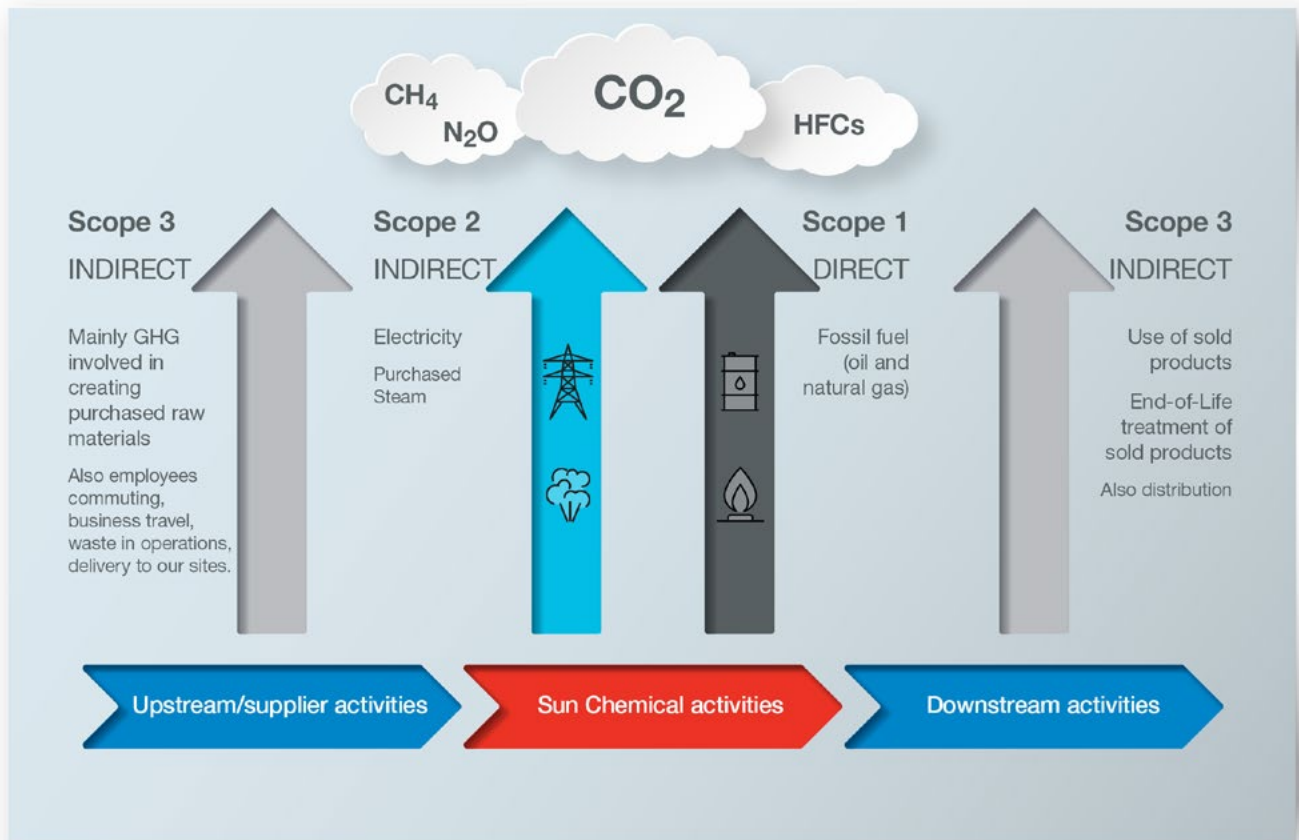 CH₄
N₂O
CO₂
HFCs
Scope 3
INDIRECT
Mainly GHG
involved in
creating
purchased raw
materials
Also employees
commuting,
business travel,
waste in operations,
delivery to our sites.
Scope 2
INDIRECT
Electricity
Purchased
Steam
Scope 1
DIRECT
Fossil fuel
(oil and
natural gas)
Scope 3
INDIRECT
Use of sold
products
End-of-Life
treatment of
sold products
Also distribution
Upstream/supplier activities
Sun Chemical activities
Downstream activities